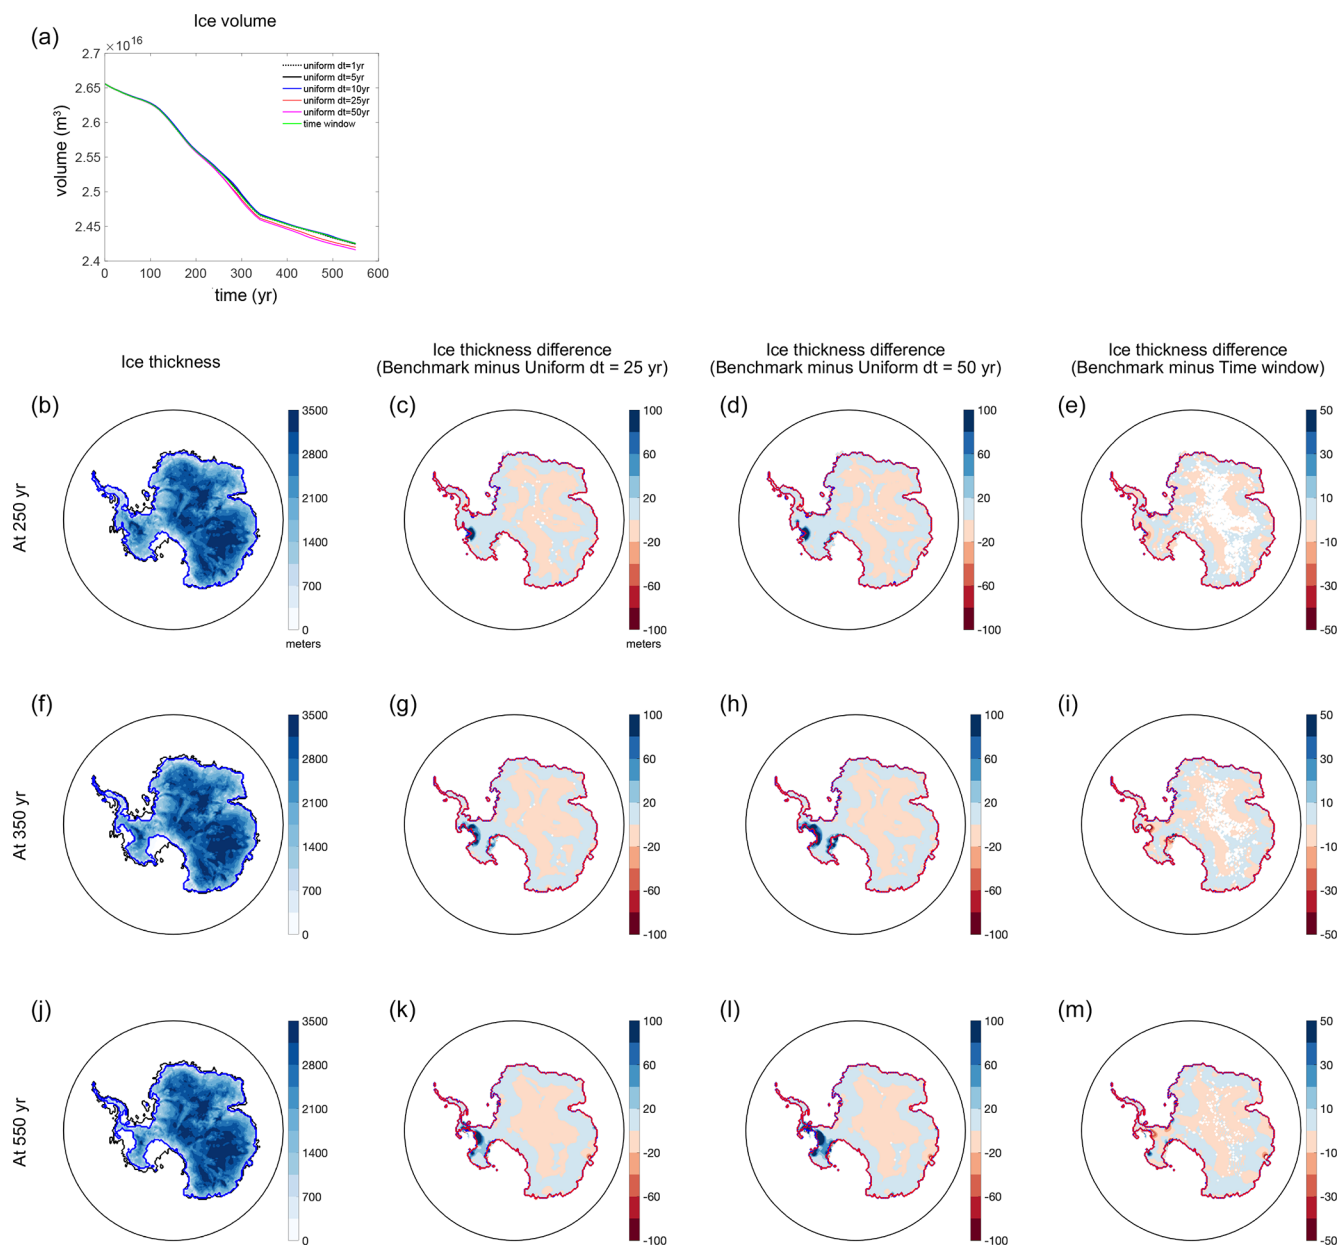 Ice volume
(a)
×10^16
2.7
2.65
2.6
2.55
2.5
2.45
2.4
volume (m³)
uniform dt=1yr
uniform dt=5yr
uniform dt=10yr
uniform dt=25yr
uniform dt=50yr
time window
0 100 200 300 400 500 600
time (yr)
Ice thickness
Ice thickness difference
(Benchmark minus Uniform dt = 25 yr)
Ice thickness difference
(Benchmark minus Uniform dt = 50 yr)
Ice thickness difference
(Benchmark minus Time window)
At 250 yr
(b)
3500
2800
2100
1400
700
0
meters
(c)
100
60
20
-20
-60
-100
meters
(d)
100
60
20
-20
-60
-100
(e)
50
30
10
-10
-30
-50
At 350 yr
(f)
3500
2800
2100
1400
700
0
(g)
100
60
20
-20
-60
-100
(h)
100
60
20
-20
-60
-100
(i)
50
30
10
-10
-30
-50
At 550 yr
(j)
3500
2800
2100
1400
700
0
(k)
100
60
20
-20
-60
-100
(l)
100
60
20
-20
-60
-100
(m)
50
30
10
-10
-30
-50